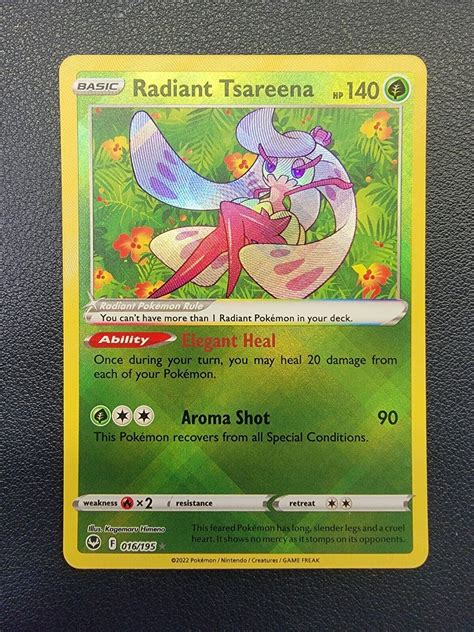 BASIC Radiant Tsareena HP 140
Radiant Pokémon Rule
You can't have more than 1 Radiant Pokémon in your deck.
Ability Elegant Heal
Once during your turn, you may heal 20 damage from
each of your Pokémon.
Aroma Shot 90
This Pokémon recovers from all Special Conditions.
weakness ×2 resistance retreat
Illus. Kagemaru Himeno
F 016/195
This feared Pokémon has long, slender legs and a cruel
heart. It shows no mercy as it stomps on its opponents.
©2022 Pokémon / Nintendo / Creatures / GAME FREAK